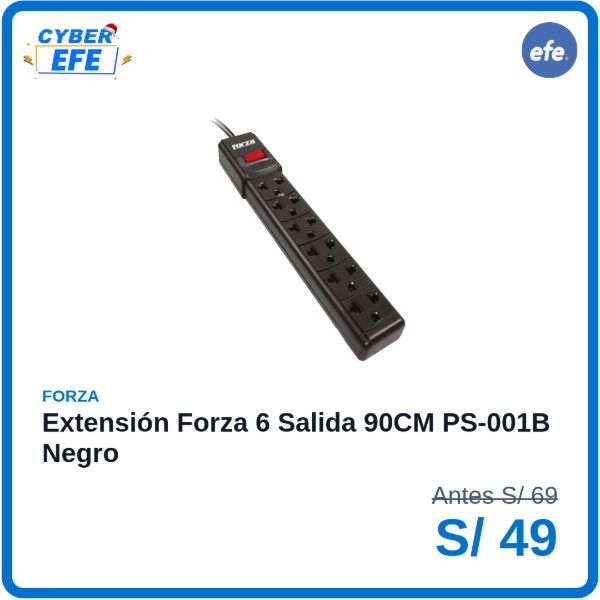 CYBER
EFE
efe.
forza
FORZA
Extensión Forza 6 Salida 90CM PS-001B
Negro
Antes S/ 69
S/ 49